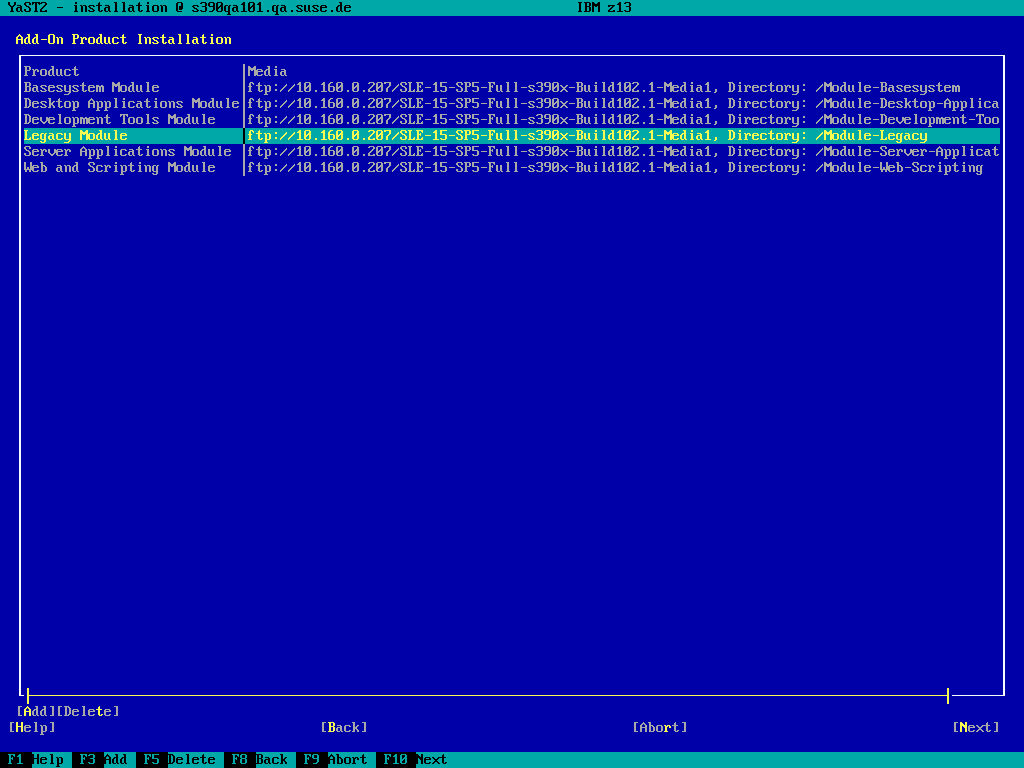 YaST2 - installation @ s390qa101.qa.suse.de IBM z13
Add-On Product Installation
Product |Media
Basesystem Module |ftp://10.160.0.207/SLE-15-SP5-Full-s390x-Build102.1-Media1, Directory: /Module-Basesystem
Desktop Applications Module|ftp://10.160.0.207/SLE-15-SP5-Full-s390x-Build102.1-Media1, Directory: /Module-Desktop-Applica
Development Tools Module |ftp://10.160.0.207/SLE-15-SP5-Full-s390x-Build102.1-Media1, Directory: /Module-Development-Too
Legacy Module |ftp://10.160.0.207/SLE-15-SP5-Full-s390x-Build102.1-Media1, Directory: /Module-Legacy
Server Applications Module |ftp://10.160.0.207/SLE-15-SP5-Full-s390x-Build102.1-Media1, Directory: /Module-Server-Applicat
Web and Scripting Module |ftp://10.160.0.207/SLE-15-SP5-Full-s390x-Build102.1-Media1, Directory: /Module-Web-Scripting
[Add][Delete]
[Help] [Back] [Abort] [Next]
F1 Help F3 Add F5 Delete F8 Back F9 Abort F10 Next